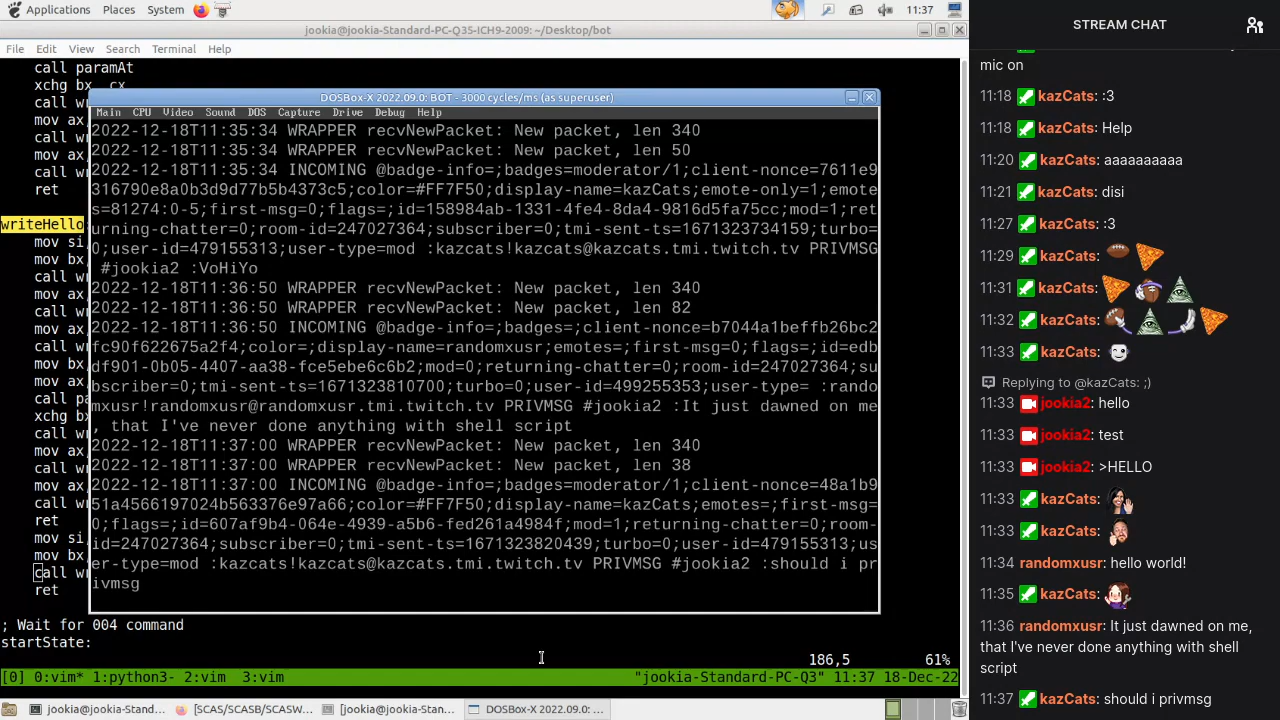 Applications Places System 11:37
jookia@jookia-Standard-PC-Q35-ICH9-2009: ~/Desktop/bot
File Edit View Search Terminal Help
call paramAt
xchg bx, cx
call wr
mov ax,
call wr
mov ax
call wr
ret
writeHello
mov si
mov bx
call wr
mov ax,
call wr
mov ax,
call wr
mov bx,
mov ax
call pa
xchg bx
call wr
mov ax,
call wr
mov ax,
call wr
ret
mov si,
mov bx
call wr
ret
; Wait for 004 command
startState:
186,5 61%
[0] 0:vim* 1:python3- 2:vim 3:vim "jookia-Standard-PC-Q3" 11:37 18-Dec-22
DOSBox-X 2022.09.0: BOT - 3000 cycles/ms (as superuser)
Main CPU Video Sound DOS Capture Drive Debug Help
2022-12-18T11:35:34 WRAPPER recvNewPacket: New packet, len 340
2022-12-18T11:35:34 WRAPPER recvNewPacket: New packet, len 50
2022-12-18T11:35:34 INCOMING @badge-info=;badges=moderator/1;client-nonce=7611e9
316790e8a0b3d9d77b5b4373c5;color=#FF7F50;display-name=kazCats;emote-only=1;emote
s=81274:0-5;first-msg=0;flags=;id=158984ab-1331-4fe4-8da4-9816d5fa75cc;mod=1;ret
urning-chatter=0;room-id=247027364;subscriber=0;tmi-sent-ts=1671323734159;turbo=
0;user-id=479155313;user-type=mod :kazcats!kazcats@kazcats.tmi.twitch.tv PRIVMSG
#jookia2 :VoHiYo
2022-12-18T11:36:50 WRAPPER recvNewPacket: New packet, len 340
2022-12-18T11:36:50 WRAPPER recvNewPacket: New packet, len 82
2022-12-18T11:36:50 INCOMING @badge-info=;badges=;client-nonce=b7044a1beffb26bc2
fc90f622675a2f4;color=;display-name=randomxusr;emotes=;first-msg=0;flags=;id=edb
df901-0b05-4407-aa38-fce6ebe6c6b2;mod=0;returning-chatter=0;room-id=247027364;su
bscriber=0;tmi-sent-ts=1671323810700;turbo=0;user-id=499255353;user-type= :rando
mxusr!randomxusr@randomxusr.tmi.twitch.tv PRIVMSG #jookia2 :It just dawned on me
, that I've never done anything with shell script
2022-12-18T11:37:00 WRAPPER recvNewPacket: New packet, len 340
2022-12-18T11:37:00 WRAPPER recvNewPacket: New packet, len 38
2022-12-18T11:37:00 INCOMING @badge-info=;badges=moderator/1;client-nonce=48a1b9
51a4566197024b563376e97a66;color=#FF7F50;display-name=kazCats;emotes=;first-msg=
0;flags=;id=607af9b4-064e-4939-a5b6-fed261a4984f;mod=1;returning-chatter=0;room-
id=247027364;subscriber=0;tmi-sent-ts=1671323820439;turbo=0;user-id=479155313;us
er-type=mod :kazcats!kazcats@kazcats.tmi.twitch.tv PRIVMSG #jookia2 :should i pr
ivmsg
jookia@jookia-Stand... [SCAS/SCASB/SCASW... [jookia@jookia-Stand... DOSBox-X 2022.09.0: ...
STREAM CHAT
mic on
11:18 kazCats: :3
11:18 kazCats: Help
11:20 kazCats: aaaaaaaaaa
11:21 kazCats: disi
11:27 kazCats: :3
11:29 kazCats:
11:31 kazCats:
11:32 kazCats:
11:33 kazCats:
Replying to @kazCats: ;)
11:33 jookia2: hello
11:33 jookia2: test
11:33 jookia2: >HELLO
11:33 kazCats:
11:33 kazCats:
11:34 randomxusr: hello world!
11:35 kazCats:
11:36 randomxusr: It just dawned on me,
that I've never done anything with shell
script
11:37 kazCats: should i privmsg